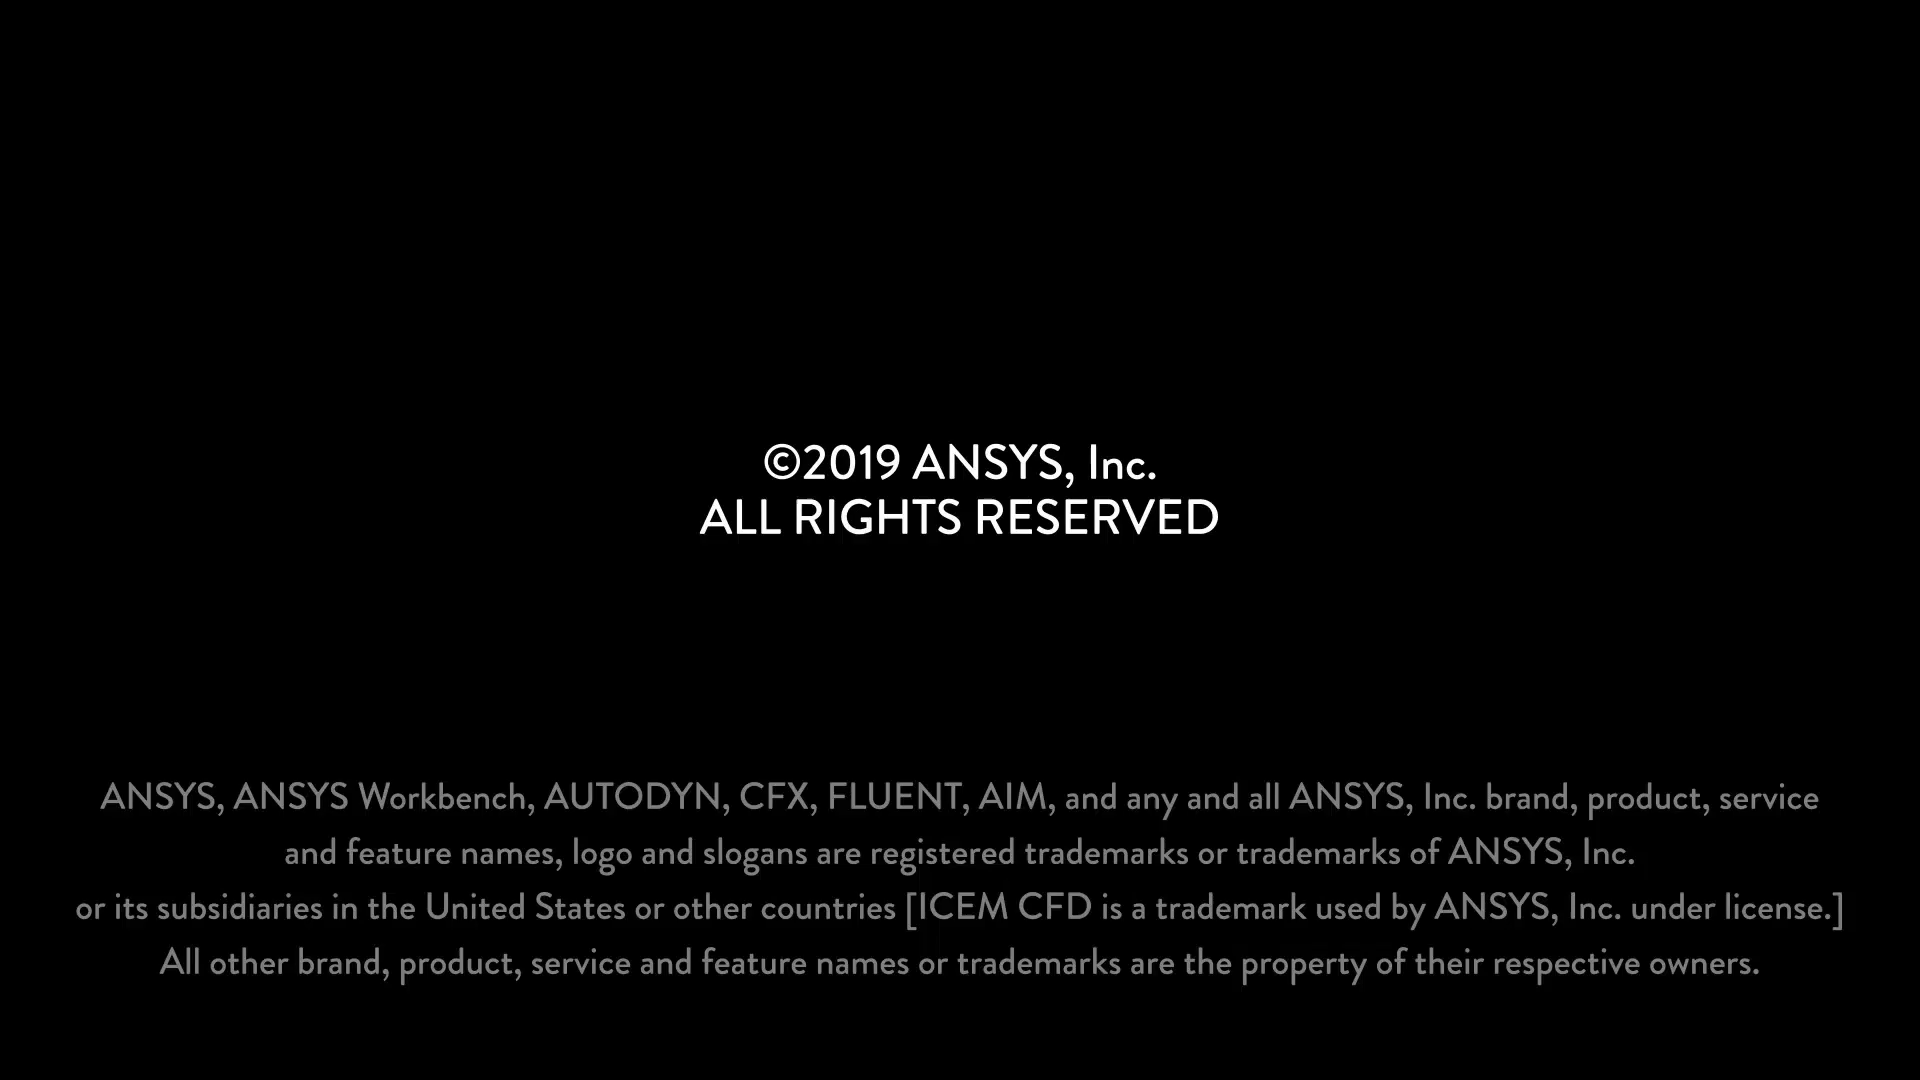 ©2019 ANSYS, Inc.
ALL RIGHTS RESERVED
ANSYS, ANSYS Workbench, AUTODYN, CFX, FLUENT, AIM, and any and all ANSYS, Inc. brand, product, service
and feature names, logo and slogans are registered trademarks or trademarks of ANSYS, Inc.
or its subsidiaries in the United States or other countries [ICEM CFD is a trademark used by ANSYS, Inc. under license.]
All other brand, product, service and feature names or trademarks are the property of their respective owners.